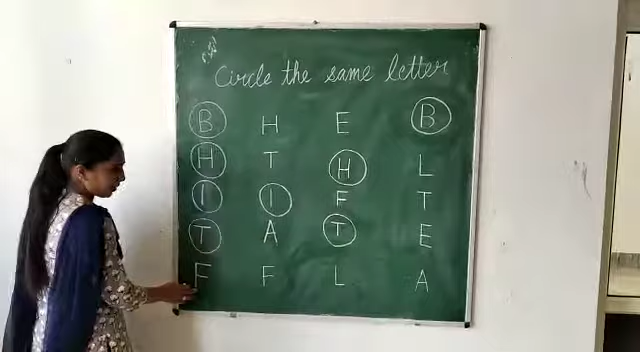 Circle the same letter
B H E B
H T H L
I I F T
T A T E
F F L A